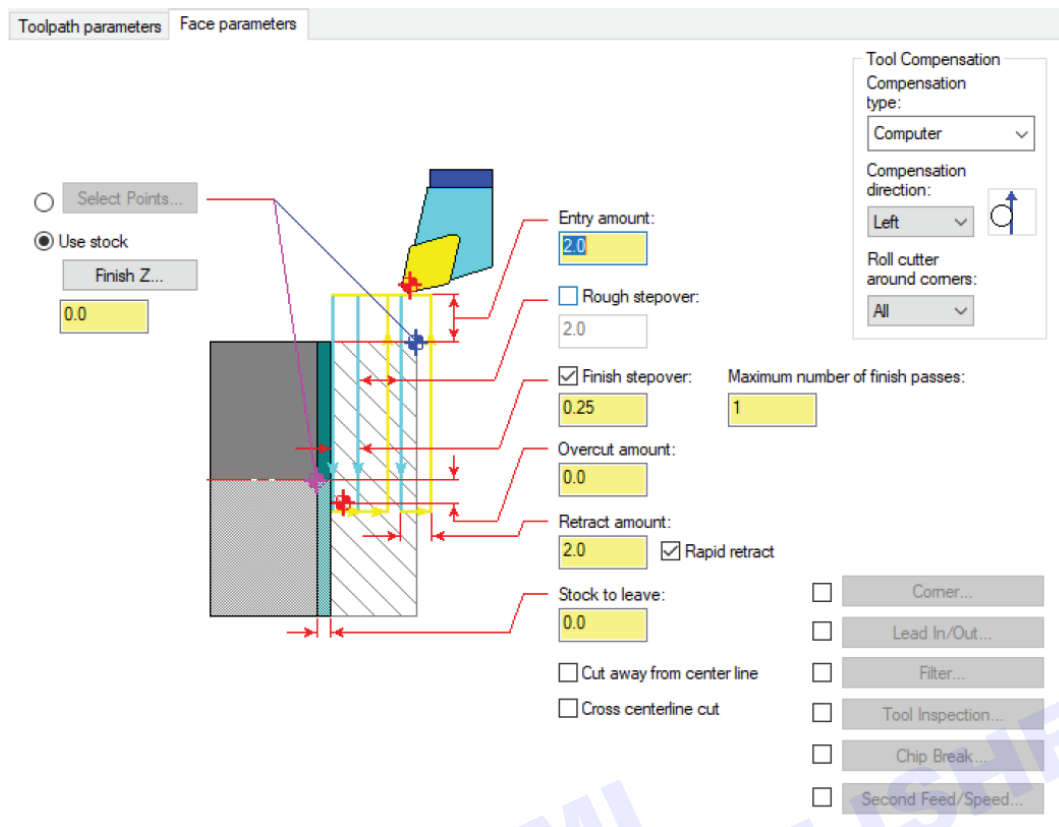 Toolpath parameters
Face parameters
Tool Compensation
Compensation
type:
Computer
Compensation
direction:
Left
Roll cutter
around corners:
All
Select Points...
Use stock
Finish Z...
0.0
Entry amount:
2.0
Rough stepover:
2.0
Finish stepover:
0.25
Maximum number of finish passes:
1
Overcut amount:
0.0
Retract amount:
2.0
Rapid retract
Stock to leave:
0.0
Cut away from center line
Cross centerline cut
Corner...
Lead In/Out...
Filter...
Tool Inspection...
Chip Break...
Second Feed/Speed...